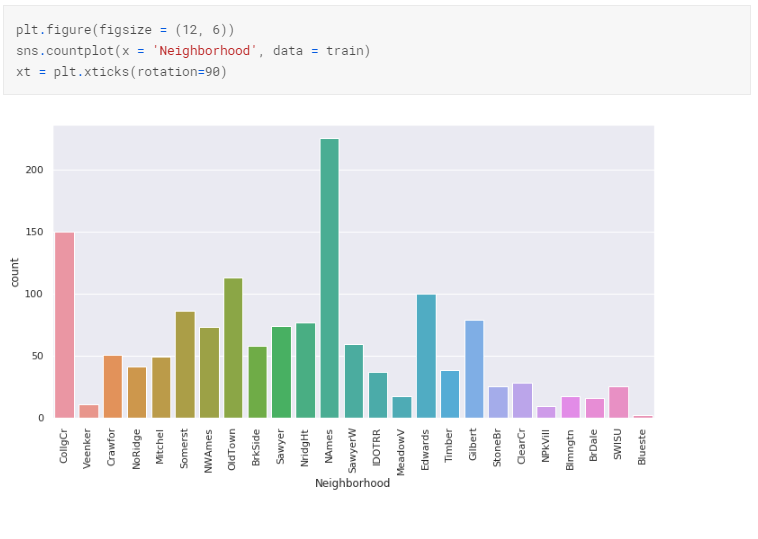 plt.figure(figsize = (12, 6))
sns.countplot(x = 'Neighborhood', data = train)
xt = plt.xticks(rotation=90)
200
150
100
50
0
count
CollgCr
Veenker
Crawfor
NoRidge
Mitchel
Somerst
NWAmes
OldTown
BrkSide
Sawyer
NridgHt
NAmes
SawyerW
IDOTRR
MeadowV
Edwards
Timber
Gilbert
StoneBr
ClearCr
NPkVill
Blmngtn
BrDale
SWISU
Blueste
Neighborhood